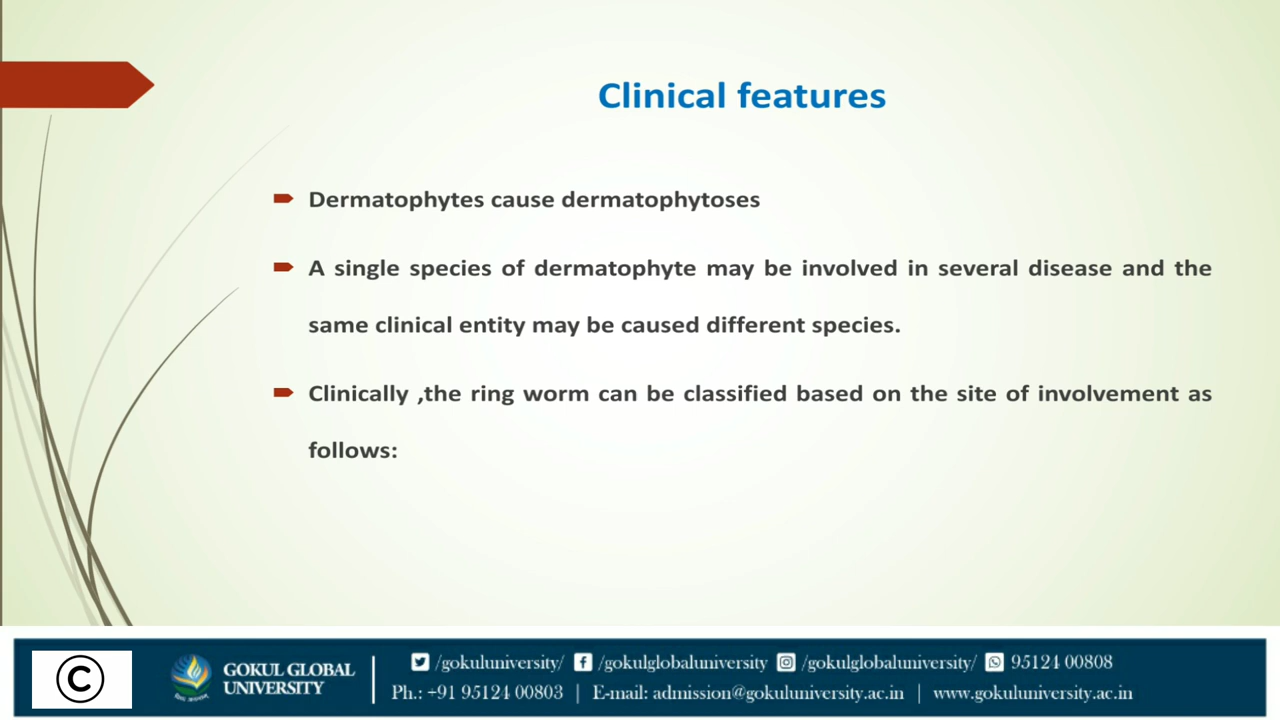 Clinical features
Dermatophytes cause dermatophytoses
A single species of dermatophyte may be involved in several disease and the
same clinical entity may be caused different species.
Clinically ,the ring worm can be classified based on the site of involvement as
follows:
©
GOKUL GLOBAL
UNIVERSITY
/gokuluniversity/ /gokulglobaluniversity /gokulglobaluniversity/ 95124 00808
Ph.: +91 95124 00803 | E-mail: admission@gokuluniversity.ac.in | www.gokuluniversity.ac.in